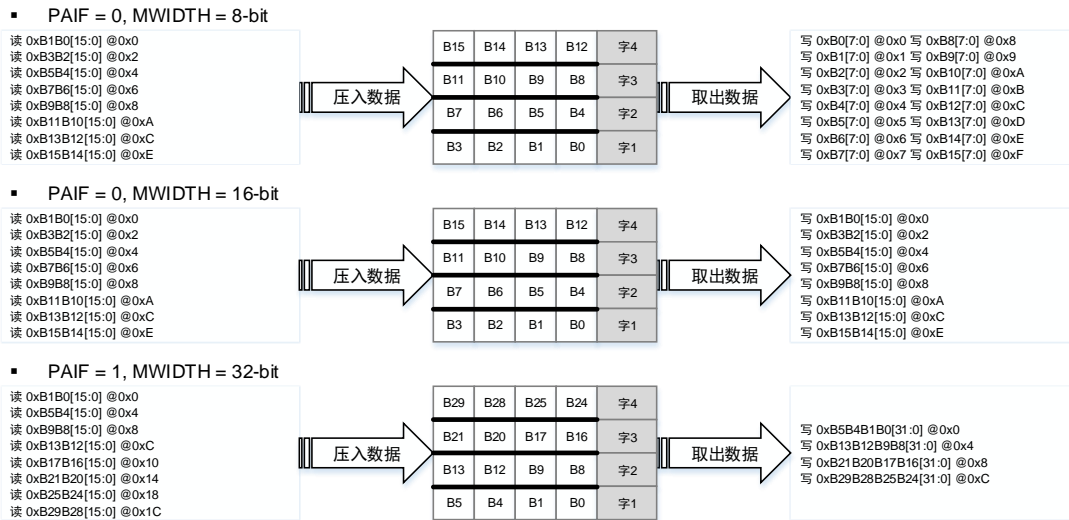 ▪ PAIF = 0, MWIDTH = 8-bit
读 0xB1B0[15:0] @0x0
读 0xB3B2[15:0] @0x2
读 0xB5B4[15:0] @0x4
读 0xB7B6[15:0] @0x6
读 0xB9B8[15:0] @0x8
读 0xB11B10[15:0] @0xA
读 0xB13B12[15:0] @0xC
读 0xB15B14[15:0] @0xE
压入数据
B15 B14 B13 B12 字4
B11 B10 B9 B8 字3
B7 B6 B5 B4 字2
B3 B2 B1 B0 字1
取出数据
写 0xB0[7:0] @0x0 写 0xB8[7:0] @0x8
写 0xB1[7:0] @0x1 写 0xB9[7:0] @0x9
写 0xB2[7:0] @0x2 写 0xB10[7:0] @0xA
写 0xB3[7:0] @0x3 写 0xB11[7:0] @0xB
写 0xB4[7:0] @0x4 写 0xB12[7:0] @0xC
写 0xB5[7:0] @0x5 写 0xB13[7:0] @0xD
写 0xB6[7:0] @0x6 写 0xB14[7:0] @0xE
写 0xB7[7:0] @0x7 写 0xB15[7:0] @0xF
▪ PAIF = 0, MWIDTH = 16-bit
读 0xB1B0[15:0] @0x0
读 0xB3B2[15:0] @0x2
读 0xB5B4[15:0] @0x4
读 0xB7B6[15:0] @0x6
读 0xB9B8[15:0] @0x8
读 0xB11B10[15:0] @0xA
读 0xB13B12[15:0] @0xC
读 0xB15B14[15:0] @0xE
压入数据
B15 B14 B13 B12 字4
B11 B10 B9 B8 字3
B7 B6 B5 B4 字2
B3 B2 B1 B0 字1
取出数据
写 0xB1B0[15:0] @0x0
写 0xB3B2[15:0] @0x2
写 0xB5B4[15:0] @0x4
写 0xB7B6[15:0] @0x6
写 0xB9B8[15:0] @0x8
写 0xB11B10[15:0] @0xA
写 0xB13B12[15:0] @0xC
写 0xB15B14[15:0] @0xE
▪ PAIF = 1, MWIDTH = 32-bit
读 0xB1B0[15:0] @0x0
读 0xB5B4[15:0] @0x4
读 0xB9B8[15:0] @0x8
读 0xB13B12[15:0] @0xC
读 0xB17B16[15:0] @0x10
读 0xB21B20[15:0] @0x14
读 0xB25B24[15:0] @0x18
读 0xB29B28[15:0] @0x1C
压入数据
B29 B28 B25 B24 字4
B21 B20 B17 B16 字3
B13 B12 B9 B8 字2
B5 B4 B1 B0 字1
取出数据
写 0xB5B4B1B0[31:0] @0x0
写 0xB13B12B9B8[31:0] @0x4
写 0xB21B20B17B16[31:0] @0x8
写 0xB29B28B25B24[31:0] @0xC